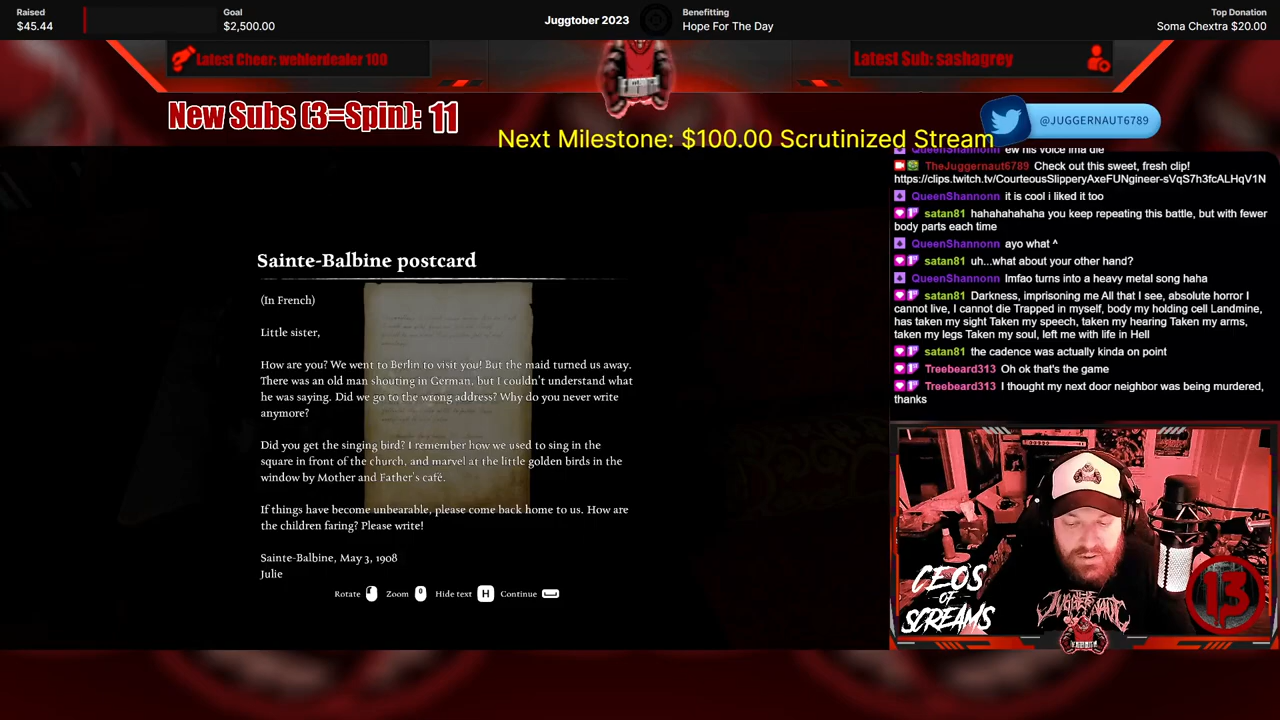 Raised
$45.44
Goal
$2,500.00
Juggtober 2023
Benefitting
Hope For The Day
Top Donation
Soma Chextra $20.00
Latest Cheer: wehlerdealer 100
Latest Sub: sashagrey
New Subs (3=Spin): 11
Next Milestone: $100.00 Scrutinized Stream
@JUGGERNAUT6789
Sainte-Balbine postcard
(In French)
Little sister,
How are you? We went to Berlin to visit you! But the maid turned us away.
There was an old man shouting in German, but I couldn't understand what
he was saying. Did we go to the wrong address? Why do you never write
anymore?
Did you get the singing bird? I remember how we used to sing in the
square in front of the church, and marvel at the little golden birds in the
window by Mother and Father's café.
If things have become unbearable, please come back home to us. How are
the children faring? Please write!
Sainte-Balbine, May 3, 1908
Julie
Rotate
Zoom
Hide text H
Continue
QueenShannonn ew his voice ima die
TheJuggernaut6789 Check out this sweet, fresh clip!
https://clips.twitch.tv/CourteousSlipperyAxeFUNgineer-sVqS7h3fcALHqV1N
QueenShannonn it is cool i liked it too
satan81 hahahahahaha you keep repeating this battle, but with fewer
body parts each time
QueenShannonn ayo what ^
satan81 uh...what about your other hand?
QueenShannonn lmfao turns into a heavy metal song haha
satan81 Darkness, imprisoning me All that I see, absolute horror I
cannot live, I cannot die Trapped in myself, body my holding cell Landmine,
has taken my sight Taken my speech, taken my hearing Taken my arms,
taken my legs Taken my soul, left me with life in Hell
satan81 the cadence was actually kinda on point
Treebeard313 Oh ok that's the game
Treebeard313 I thought my next door neighbor was being murdered,
thanks
CEOS
OF
SCREAMS
13